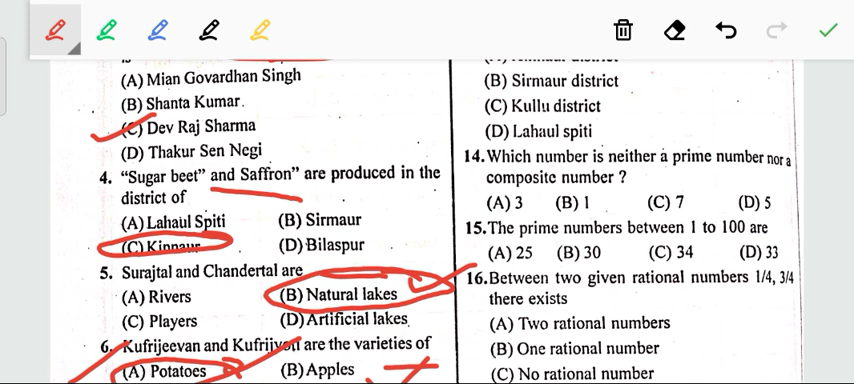 (A) Mian Govardhan Singh
(B) Shanta Kumar.
(C) Dev Raj Sharma
(D) Thakur Sen Negi
4. “Sugar beet” and Saffron” are produced in the
district of
(A) Lahaul Spiti (B) Sirmaur
(C) Kinnaur (D) Bilaspur
5. Surajtal and Chandertal are
(A) Rivers (B) Natural lakes
(C) Players (D) Artificial lakes
6. Kufrijeevan and Kufrijyoti are the varieties of
(A) Potatoes (B) Apples
(B) Sirmaur district
(C) Kullu district
(D) Lahaul spiti
14. Which number is neither a prime number nor a
composite number ?
(A) 3 (B) 1 (C) 7 (D) 5
15. The prime numbers between 1 to 100 are
(A) 25 (B) 30 (C) 34 (D) 33
16. Between two given rational numbers 1/4, 3/4
there exists
(A) Two rational numbers
(B) One rational number
(C) No rational number